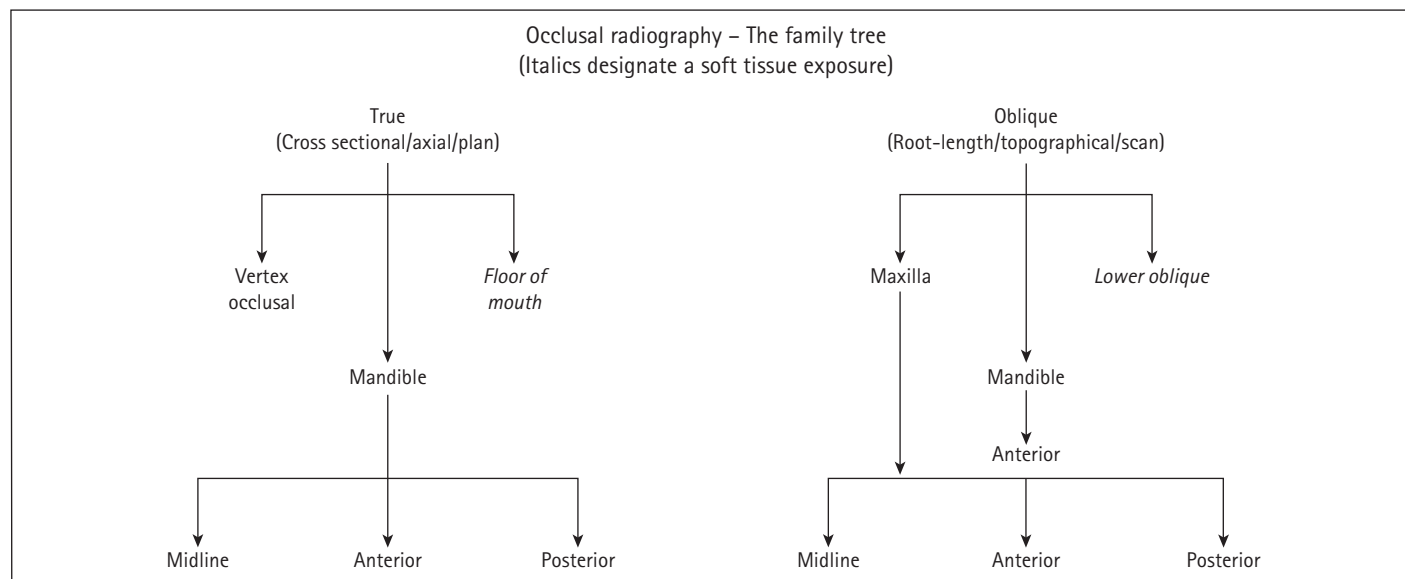 Occlusal radiography – The family tree
(Italics designate a soft tissue exposure)
True
(Cross sectional/axial/plan)
Oblique
(Root-length/topographical/scan)
Vertex
occlusal
Floor of
mouth
Maxilla
Lower oblique
Mandible
Mandible
Anterior
Midline
Anterior
Posterior
Midline
Anterior
Posterior